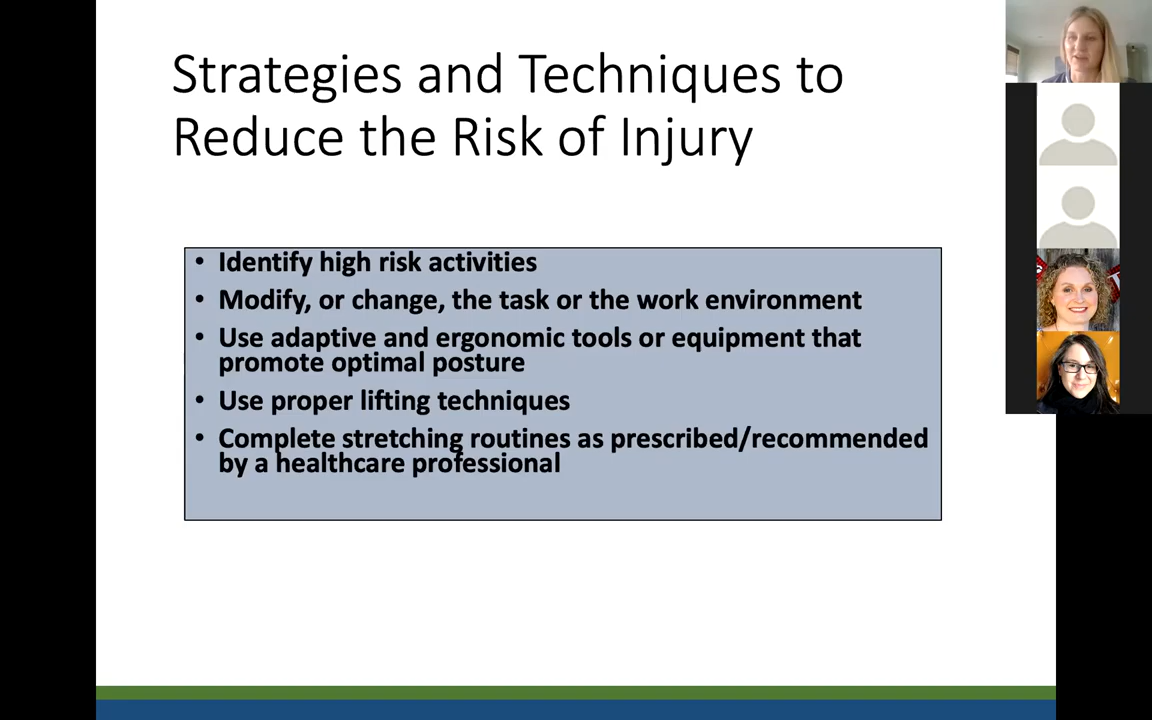 Strategies and Techniques to
Reduce the Risk of Injury
• Identify high risk activities
• Modify, or change, the task or the work environment
• Use adaptive and ergonomic tools or equipment that
promote optimal posture
• Use proper lifting techniques
• Complete stretching routines as prescribed/recommended
by a healthcare professional